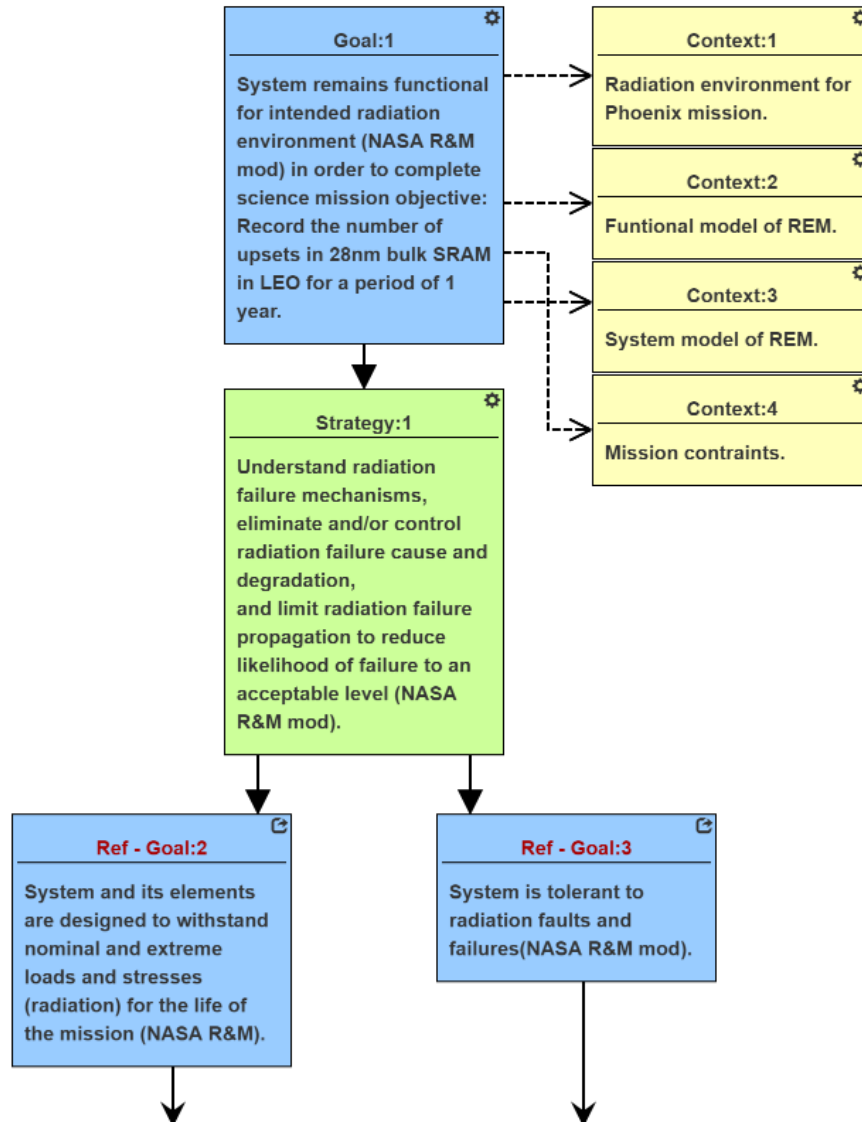 Goal:1
System remains functional
for intended radiation
environment (NASA R&M
mod) in order to complete
science mission objective:
Record the number of
upsets in 28nm bulk SRAM
in LEO for a period of 1
year.
Context:1
Radiation environment for
Phoenix mission.
Context:2
Funtional model of REM.
Context:3
System model of REM.
Context:4
Mission contraints.
Strategy:1
Understand radiation
failure mechanisms,
eliminate and/or control
radiation failure cause and
degradation,
and limit radiation failure
propagation to reduce
likelihood of failure to an
acceptable level (NASA
R&M mod).
Ref - Goal:2
System and its elements
are designed to withstand
nominal and extreme
loads and stresses
(radiation) for the life of
the mission (NASA R&M).
Ref - Goal:3
System is tolerant to
radiation faults and
failures(NASA R&M mod).